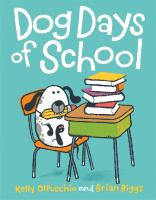 Dog Days
of School
Kelly DiPucchio and Brian Biggs